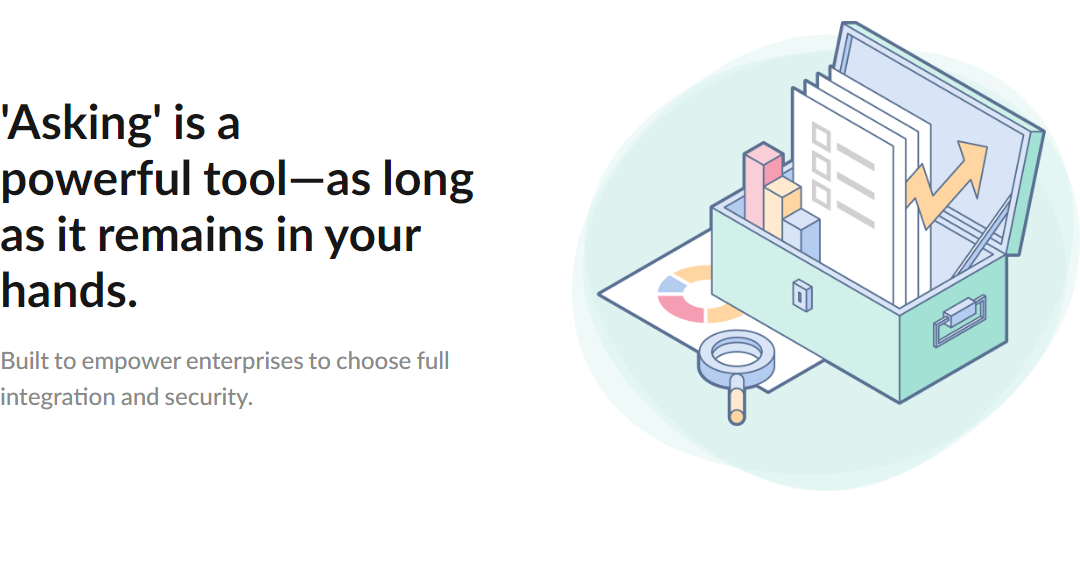 'Asking' is a
powerful tool—as long
as it remains in your
hands.
Built to empower enterprises to choose full
integration and security.